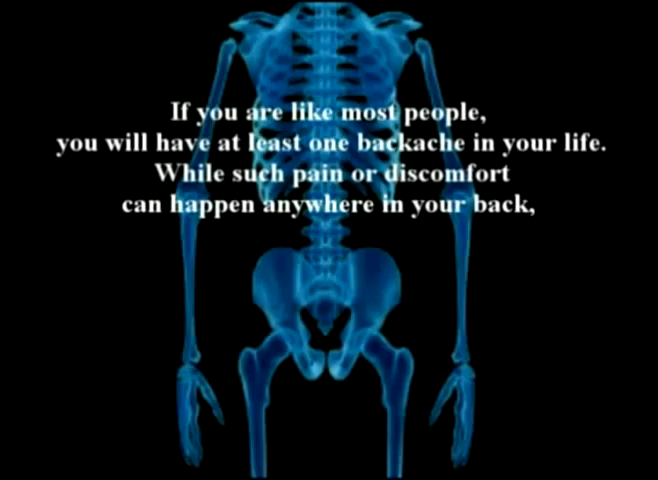 If you are like most people,
you will have at least one backache in your life.
While such pain or discomfort
can happen anywhere in your back,